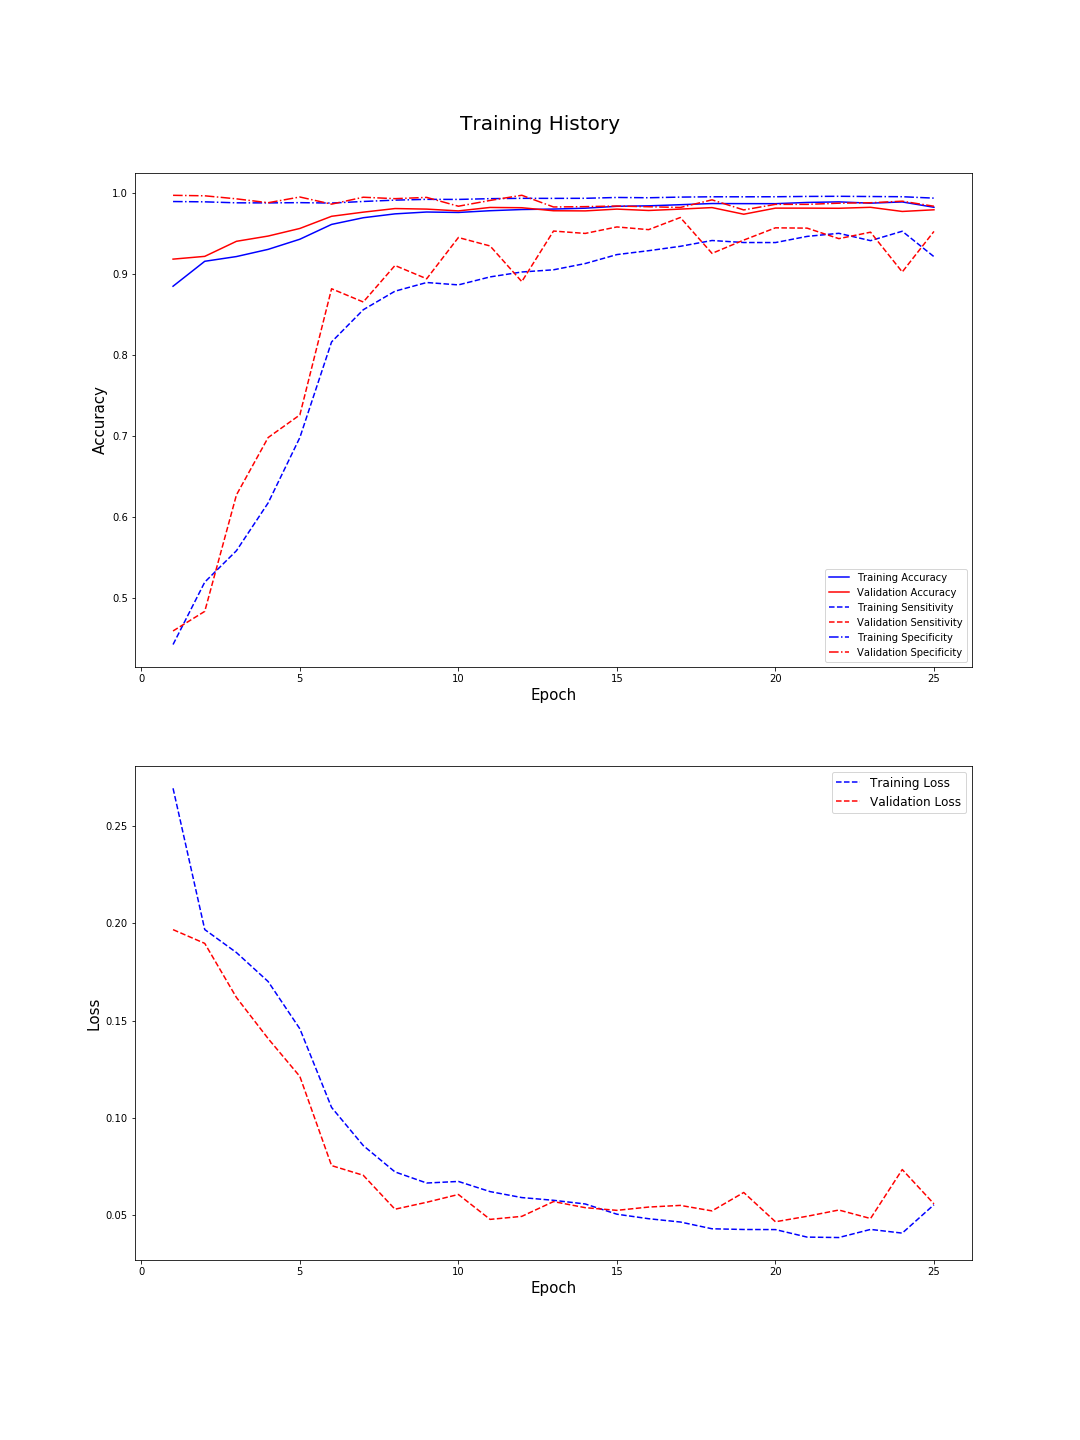 Training History
1.0
0.9
0.8
0.7
0.6
0.5
Accuracy
Training Accuracy
Validation Accuracy
Training Sensitivity
Validation Sensitivity
Training Specificity
Validation Specificity
0 5 10 15 20 25
Epoch
Training Loss
Validation Loss
0.25
0.20
0.15
0.10
0.05
Loss
0 5 10 15 20 25
Epoch